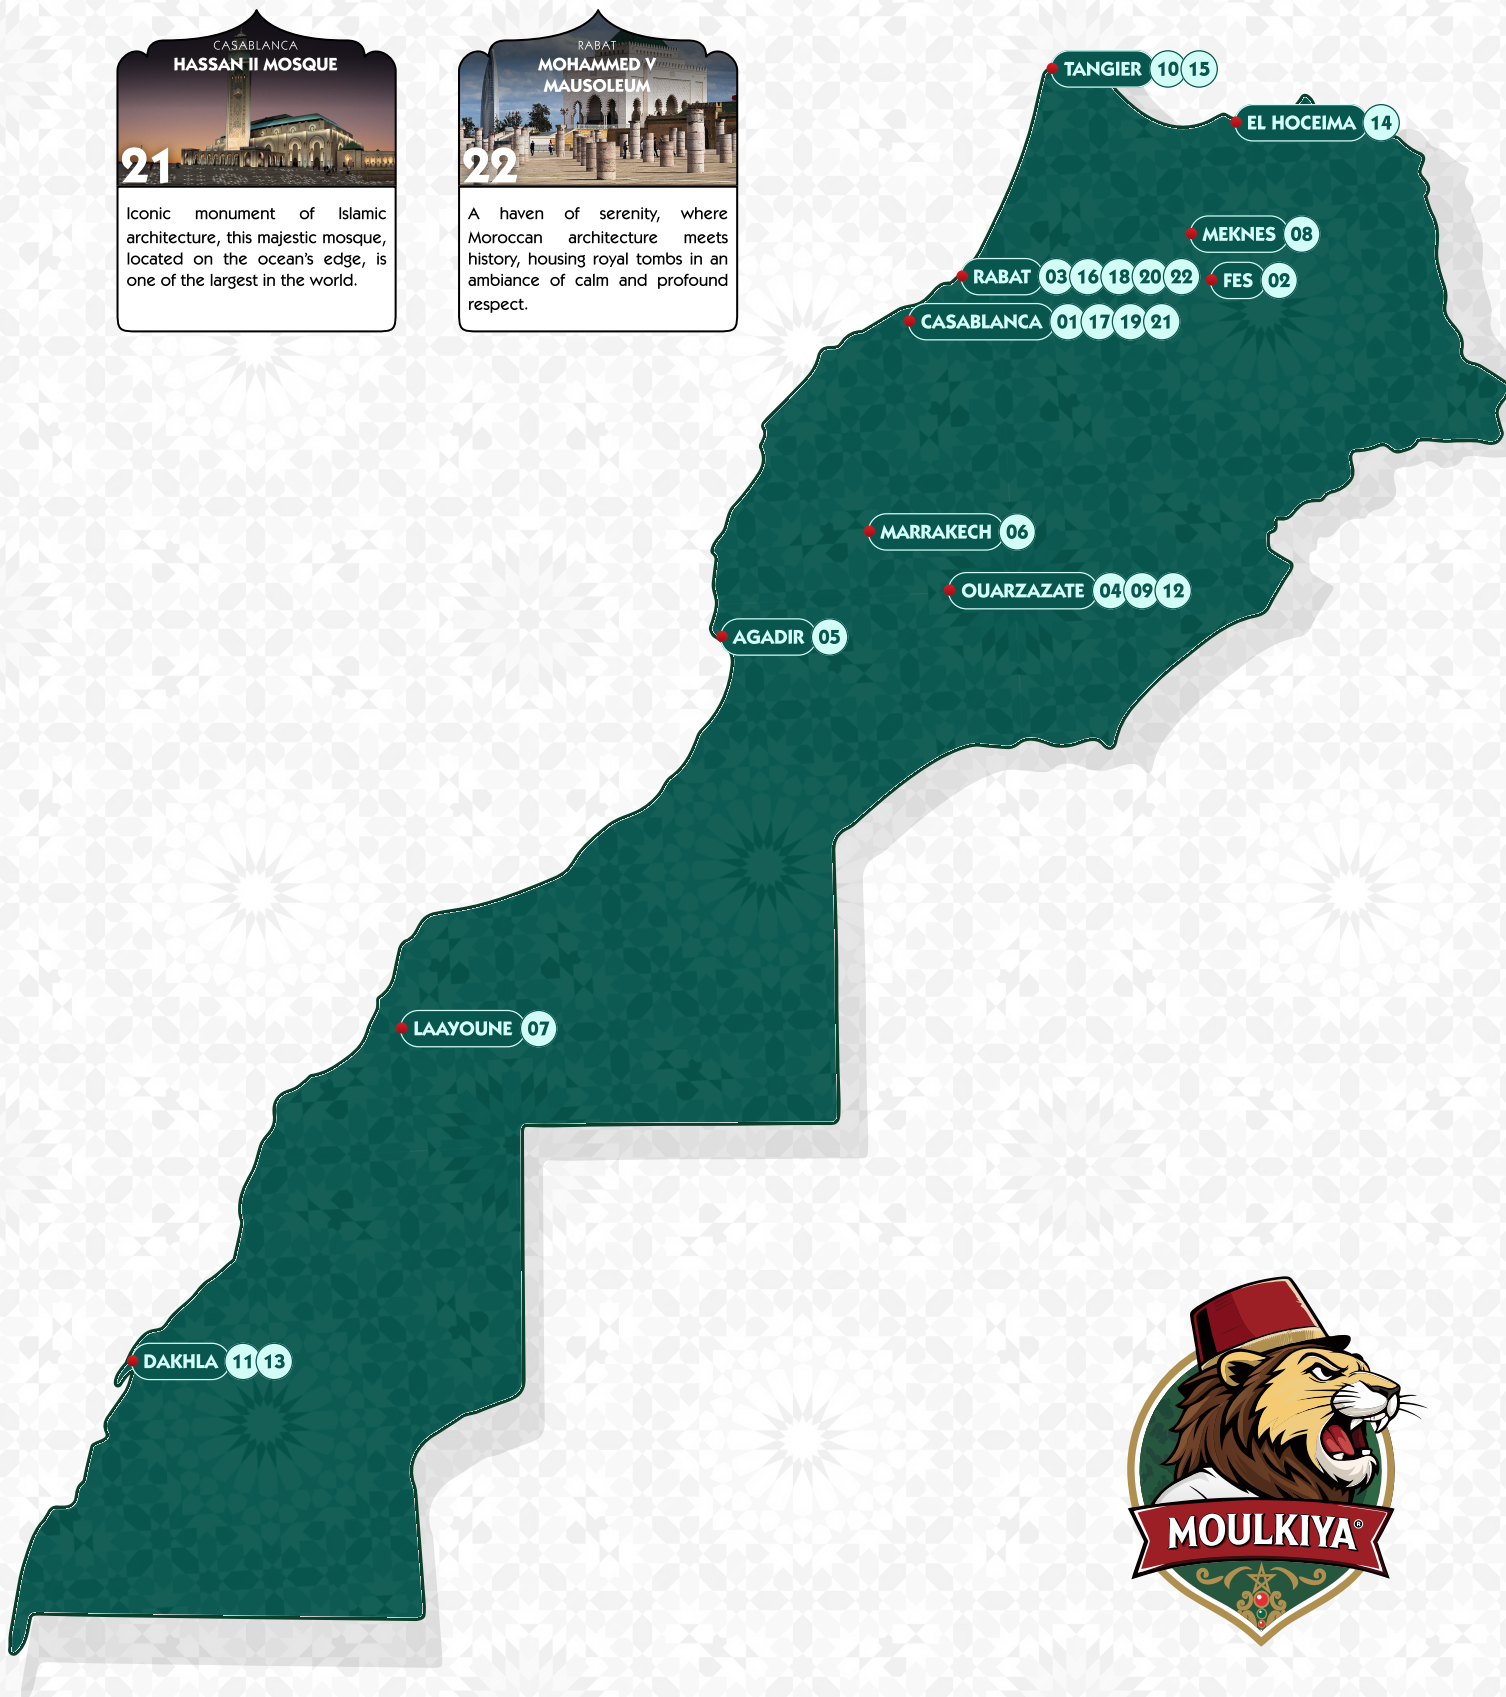 CASABLANCA
HASSAN II MOSQUE
21
Iconic monument of Islamic
architecture, this majestic mosque,
located on the ocean's edge, is
one of the largest in the world.
RABAT
MOHAMMED V
MAUSOLEUM
22
A haven of serenity, where
Moroccan architecture meets
history, housing royal tombs in an
ambiance of calm and profound
respect.
TANGIER 10 15
EL HOCEIMA 14
MEKNES 08
RABAT 03 16 18 20 22
FES 02
CASABLANCA 01 17 19 21
MARRAKECH 06
OUARZAZATE 04 09 12
AGADIR 05
LAAYOUNE 07
DAKHLA 11 13
MOULKIYA®